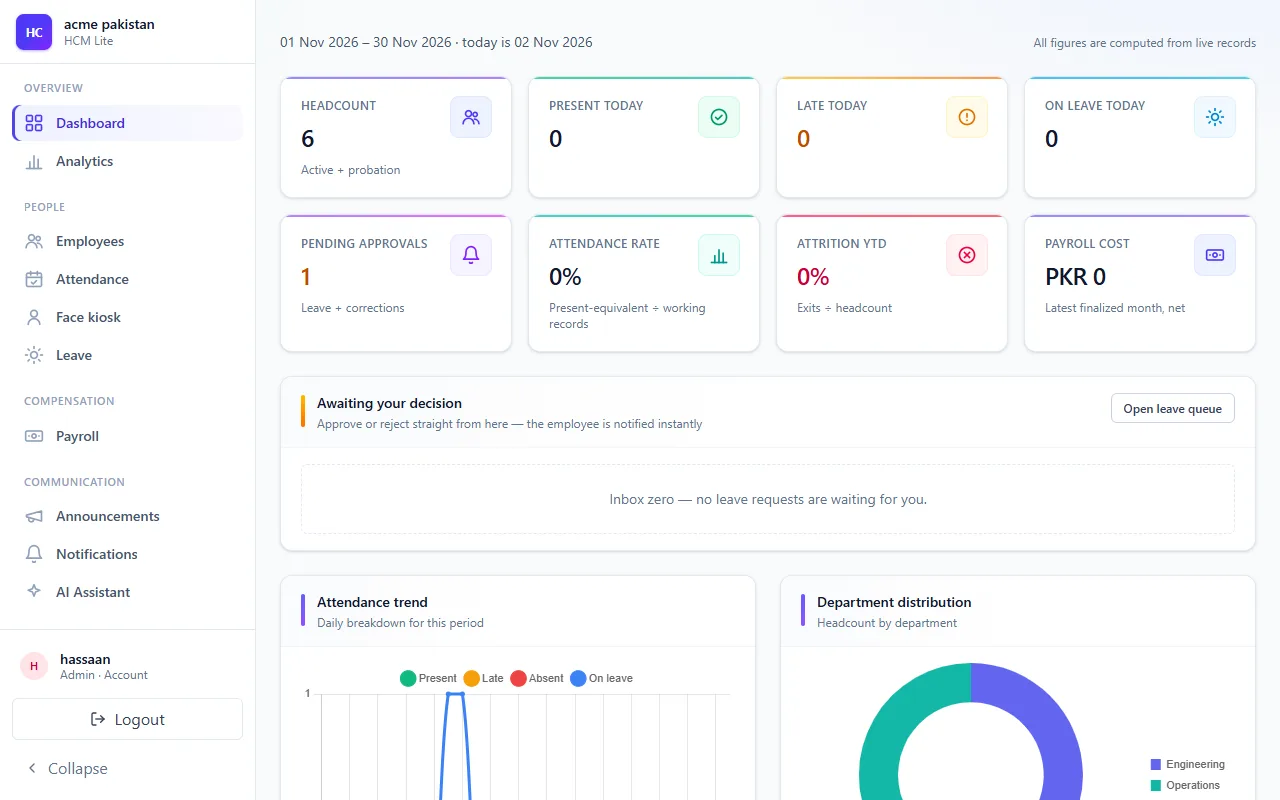 HC
acme pakistan
HCM Lite
OVERVIEW
Dashboard
Analytics
PEOPLE
Employees
Attendance
Face kiosk
Leave
COMPENSATION
Payroll
COMMUNICATION
Announcements
Notifications
AI Assistant
H
hassaan
Admin · Account
Logout
Collapse
01 Nov 2026 – 30 Nov 2026 · today is 02 Nov 2026
All figures are computed from live records
HEADCOUNT
6
Active + probation
PRESENT TODAY
0
LATE TODAY
0
ON LEAVE TODAY
0
PENDING APPROVALS
1
Leave + corrections
ATTENDANCE RATE
0%
Present-equivalent ÷ working
records
ATTRITION YTD
0%
Exits ÷ headcount
PAYROLL COST
PKR 0
Latest finalized month, net
Awaiting your decision
Approve or reject straight from here — the employee is notified instantly
Open leave queue
Inbox zero — no leave requests are waiting for you.
Attendance trend
Daily breakdown for this period
Present
Late
Absent
On leave
1
Department distribution
Headcount by department
Engineering
Operations